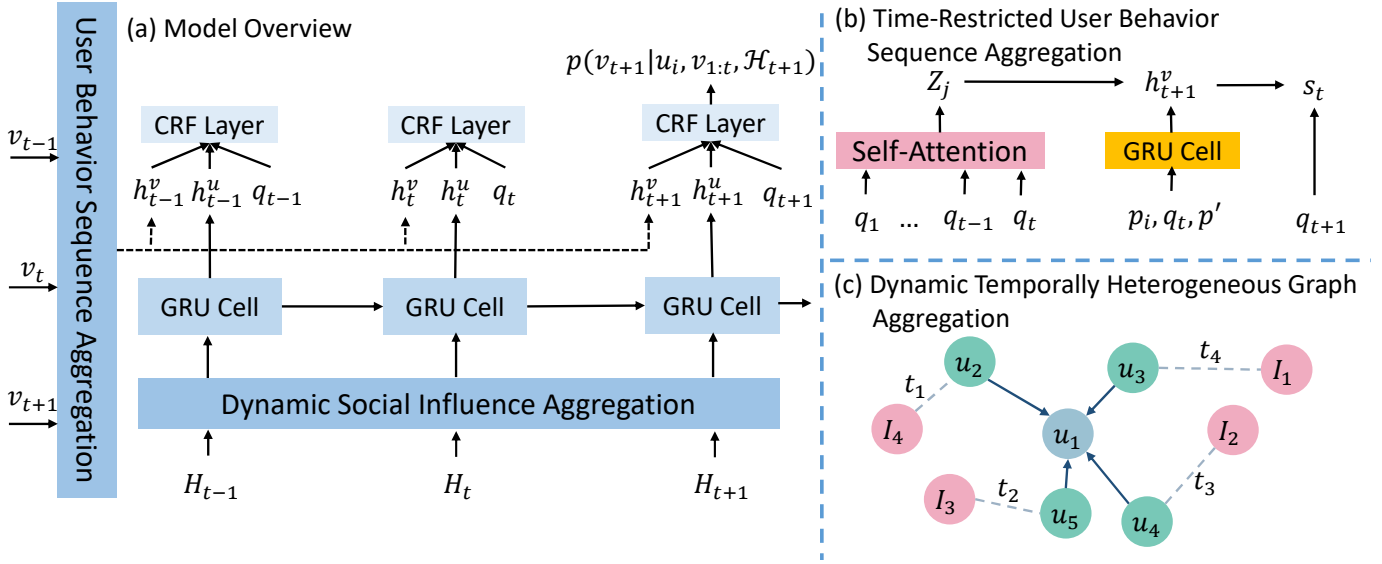 User Behavior Sequence Aggregation
(a) Model Overview
p(v_{t+1}|u_i, v_{1:t}, ℋ_{t+1})
CRF Layer
CRF Layer
CRF Layer
v_{t-1}
h^v_{t-1} h^u_{t-1} q_{t-1}
h^v_t h^u_t q_t
h^v_{t+1} h^u_{t+1} q_{t+1}
v_t
GRU Cell
GRU Cell
GRU Cell
v_{t+1}
Dynamic Social Influence Aggregation
H_{t-1}
H_t
H_{t+1}
(b) Time-Restricted User Behavior
Sequence Aggregation
Z_j
h^v_{t+1}
s_t
Self-Attention
GRU Cell
q_1 ... q_{t-1} q_t
p_i, q_t, p'
q_{t+1}
(c) Dynamic Temporally Heterogeneous Graph
Aggregation
u_2
u_3
t_4
I_1
t_1
I_4
u_1
I_2
I_3
t_2
u_5
u_4
t_3